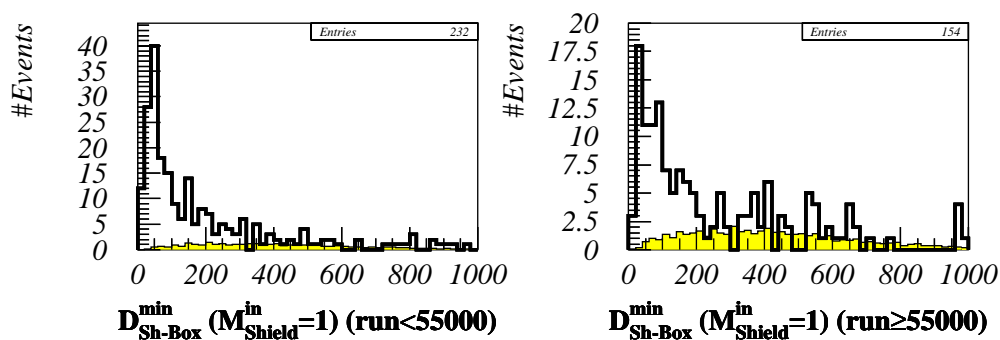 #Events
Entries 232
40
35
30
25
20
15
10
5
0
0 200 400 600 800 1000
D^min_Sh-Box (M^in_Shield=1) (run<55000)
#Events
Entries 154
20
17.5
15
12.5
10
7.5
5
2.5
0
0 200 400 600 800 1000
D^min_Sh-Box (M^in_Shield=1) (run≥55000)